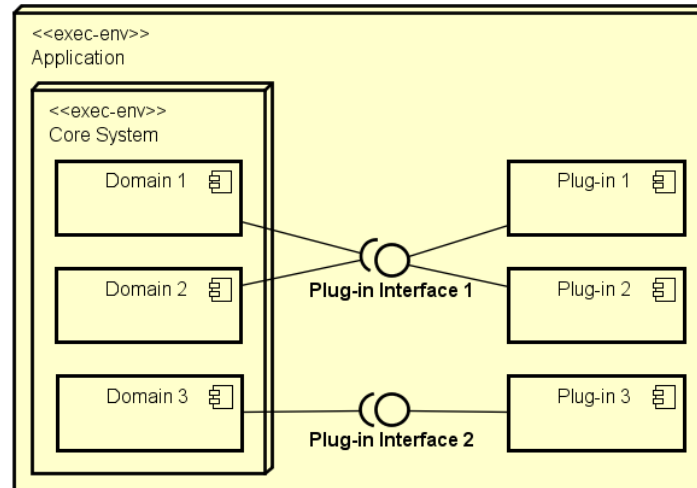 <<exec-env>>
Application
<<exec-env>>
Core System
Domain 1
Plug-in 1
Domain 2
Plug-in Interface 1
Plug-in 2
Domain 3
Plug-in Interface 2
Plug-in 3